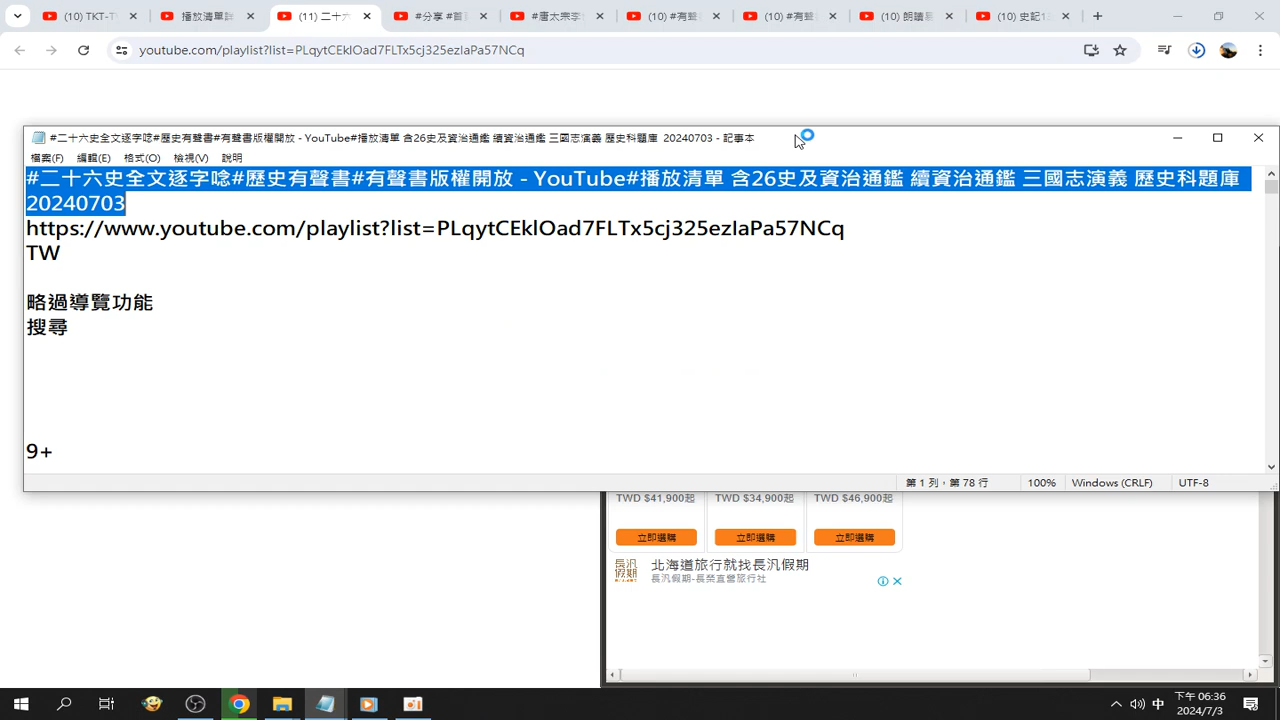 (10) TKT-TV
播放清單詳
(11) 二十六
#分享 #首
#唐太宗李
(10) #有聲
(10) #有聲
(10) 朗讀
(10) 史記1
youtube.com/playlist?list=PLqytCEklOad7FLTx5cj325ezIaPa57NCq
#二十六史全文逐字唸#歷史有聲書#有聲書版權開放 - YouTube#播放清單 含26史及資治通鑑 續資治通鑑 三國志演義 歷史科題庫 20240703 - 記事本
檔案(F) 編輯(E) 格式(O) 檢視(V) 說明
#二十六史全文逐字唸#歷史有聲書#有聲書版權開放 - YouTube#播放清單 含26史及資治通鑑 續資治通鑑 三國志演義 歷史科題庫
20240703
https://www.youtube.com/playlist?list=PLqytCEklOad7FLTx5cj325ezIaPa57NCq
TW
略過導覽功能
搜尋
9+
第 1 列，第 78 行 100% Windows (CRLF) UTF-8
TWD $41,900起 TWD $34,900起 TWD $46,900起
立即選購 立即選購 立即選購
北海道旅行就找長汎假期
長汎假期-長榮直營旅行社
長汎
假期
中
下午 06:36
2024/7/3